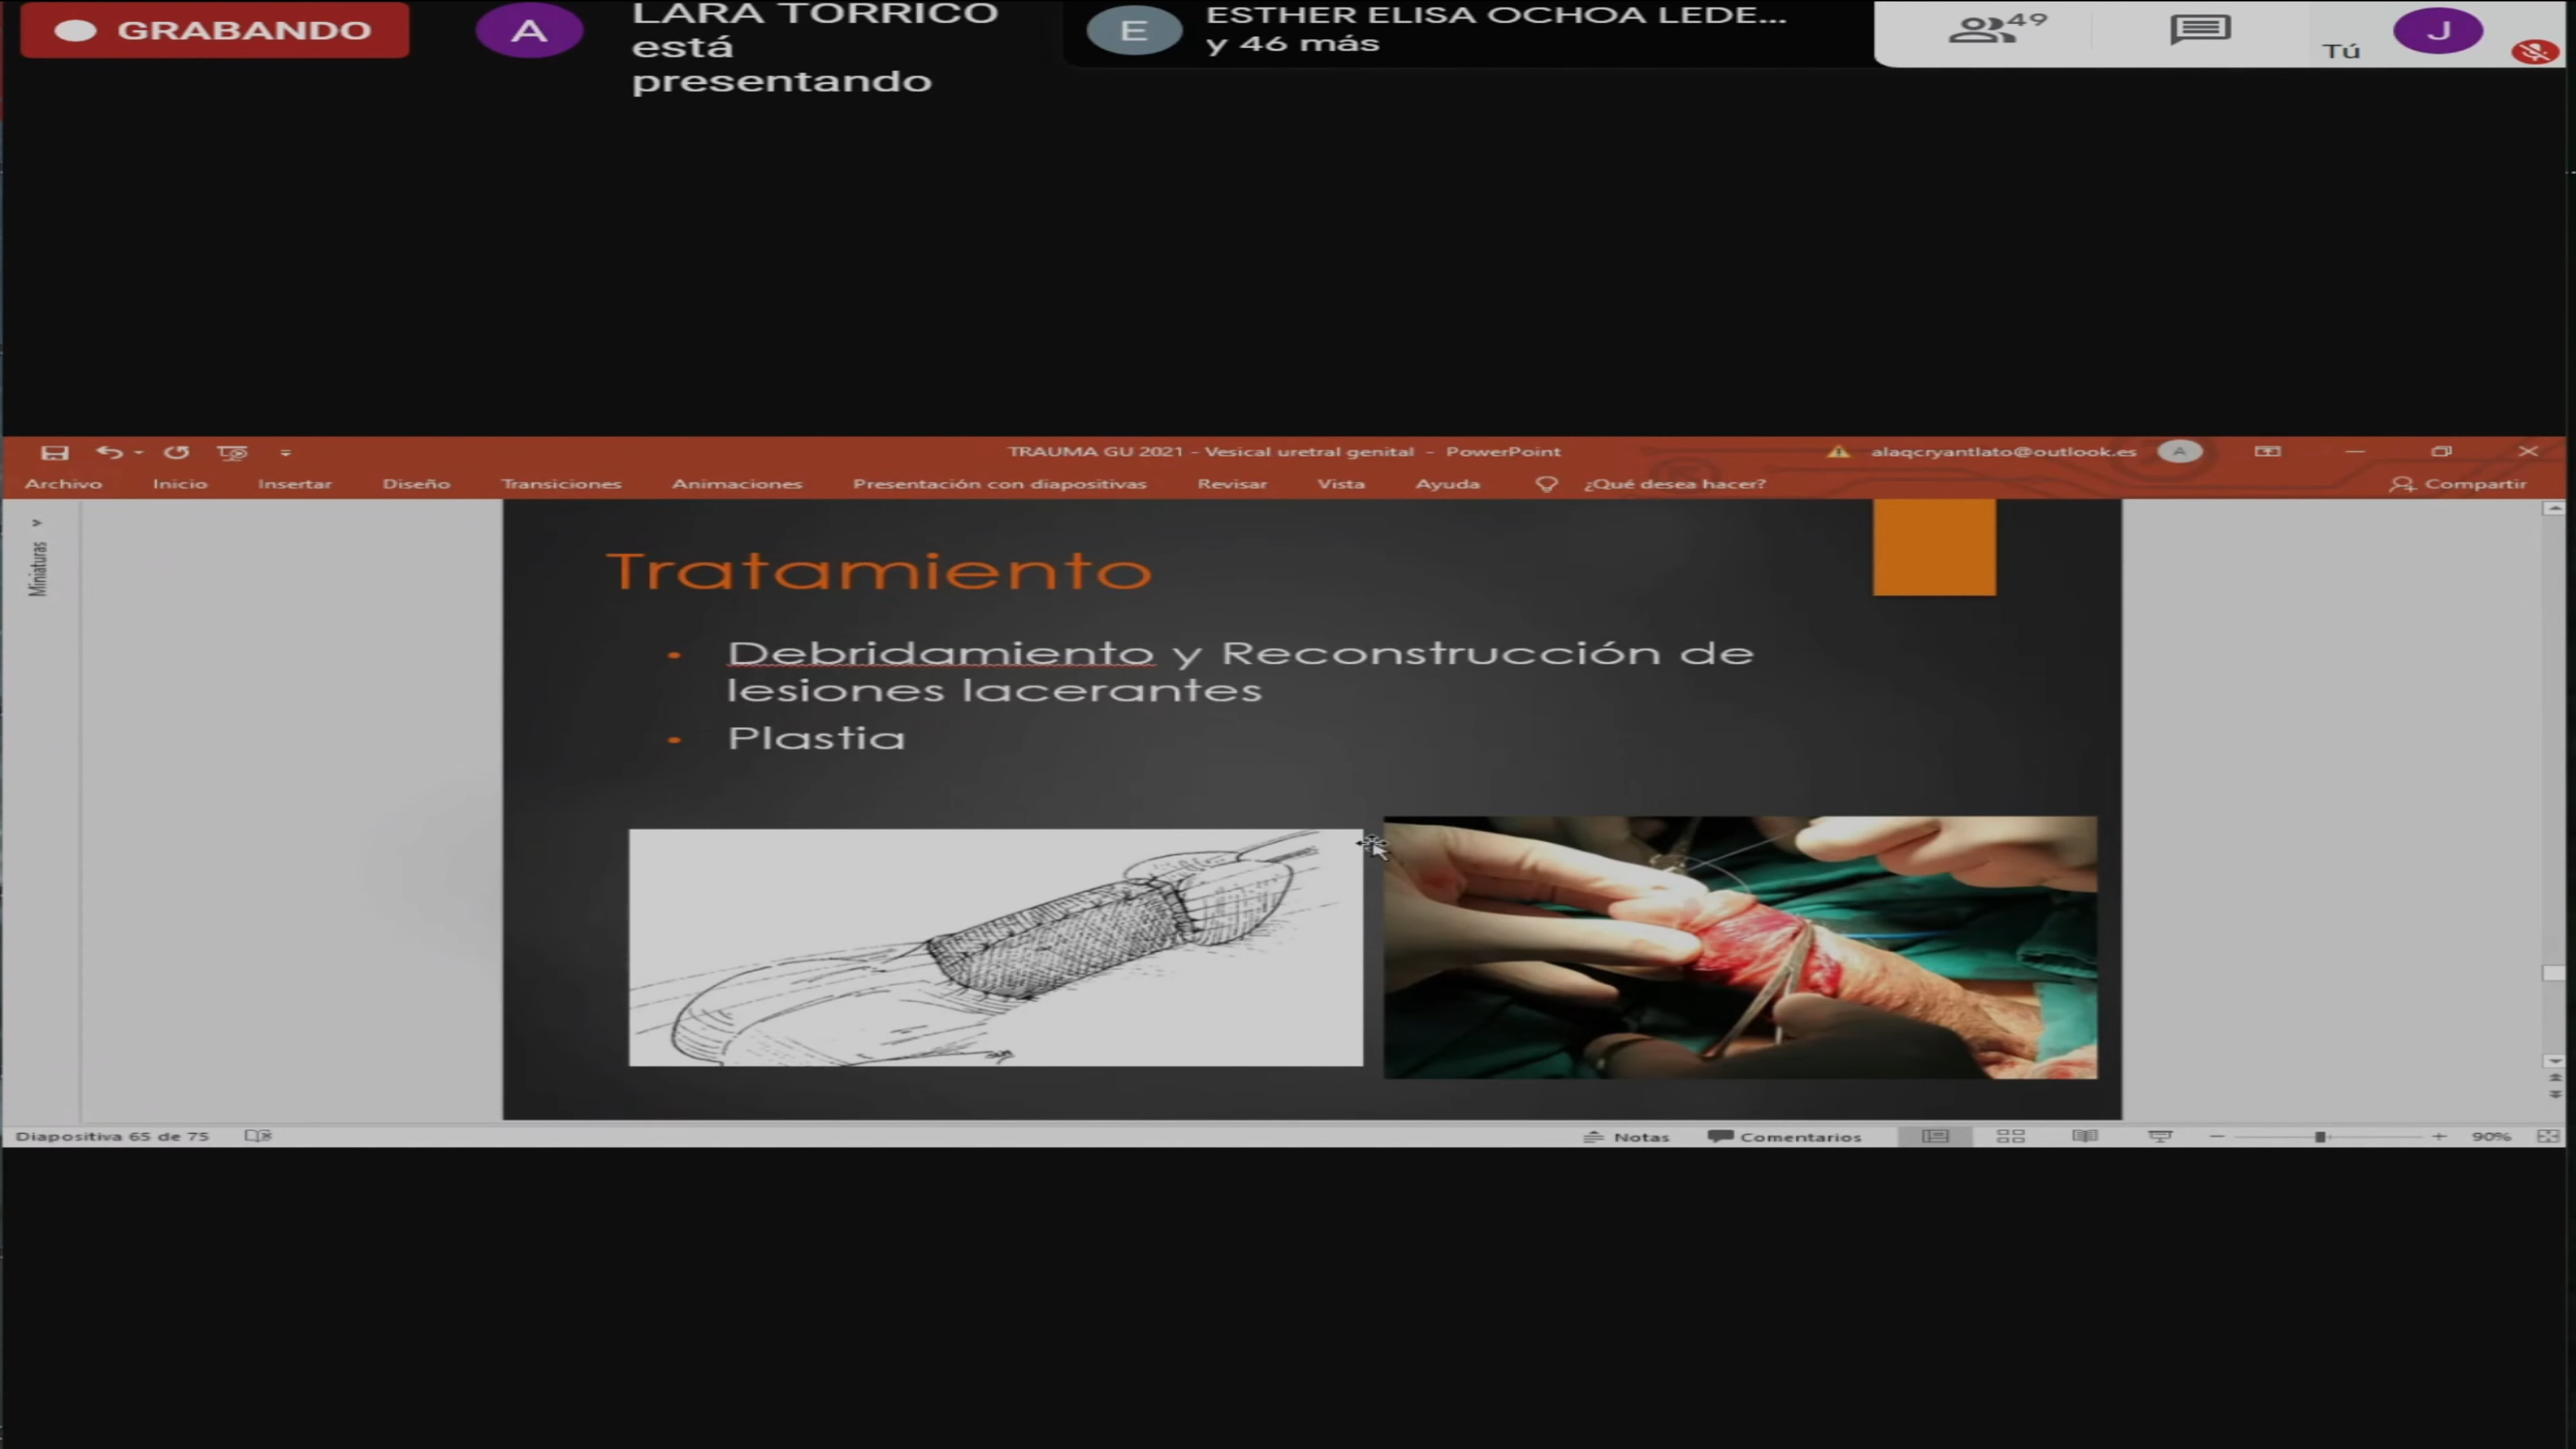 GRABANDO
A
LARA TORRICO
está
presentando
E
ESTHER ELISA OCHOA LEDE...
y 46 más
49
Tú
J
TRAUMA GU 2021 - Vesical uretral genital - PowerPoint
alaqcryantlato@outlook.es
A
Archivo Inicio Insertar Diseño Transiciones Animaciones Presentación con diapositivas Revisar Vista Ayuda ¿Qué desea hacer? Compartir
Miniaturas
Tratamiento
• Debridamiento y Reconstrucción de
lesiones lacerantes
• Plastia
Diapositiva 65 de 75
Notas Comentarios 90%